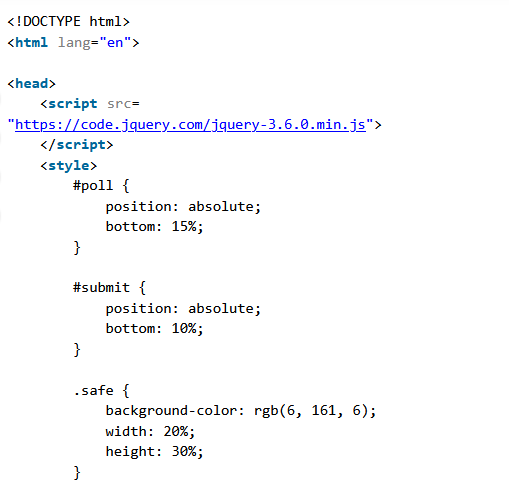 <!DOCTYPE html>
<html lang="en">
<head>
<script src=
"https://code.jquery.com/jquery-3.6.0.min.js">
</script>
<style>
#poll {
position: absolute;
bottom: 15%;
}
#submit {
position: absolute;
bottom: 10%;
}
.safe {
background-color: rgb(6, 161, 6);
width: 20%;
height: 30%;
}